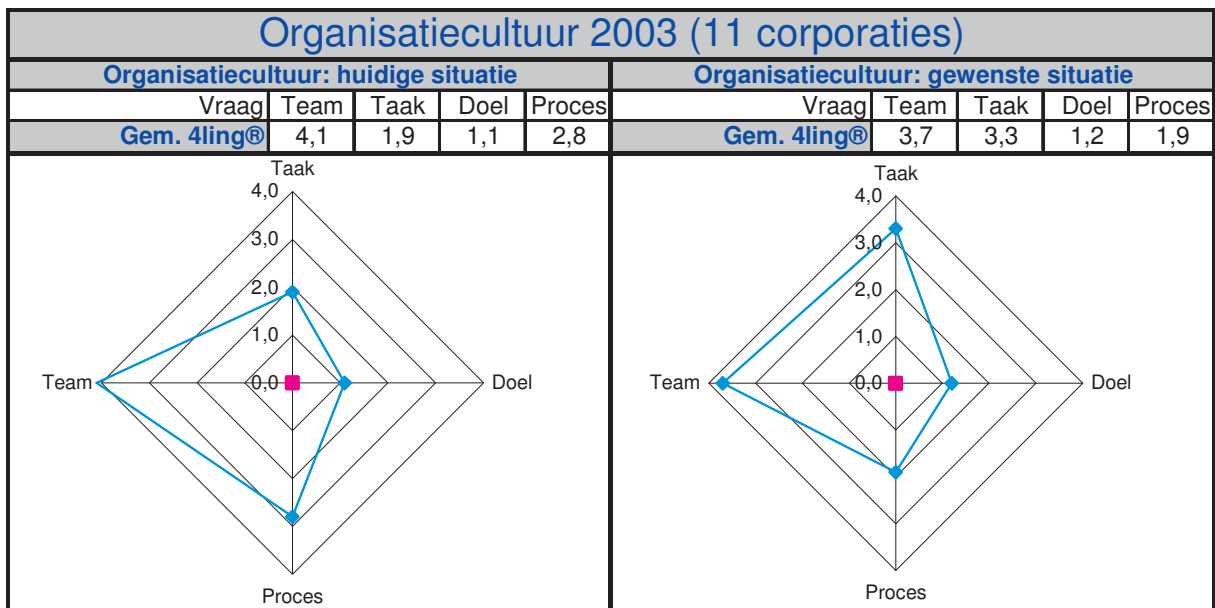 Organisatiecultuur 2003 (11 corporaties)
Organisatiecultuur: huidige situatie
Vraag Team Taak Doel Proces
Gem. 4ling® 4,1 1,9 1,1 2,8
Taak
4,0
3,0
2,0
1,0
Team 0,0 Doel
Proces
Organisatiecultuur: gewenste situatie
Vraag Team Taak Doel Proces
Gem. 4ling® 3,7 3,3 1,2 1,9
Taak
4,0
3,0
2,0
1,0
Team 0,0 Doel
Proces